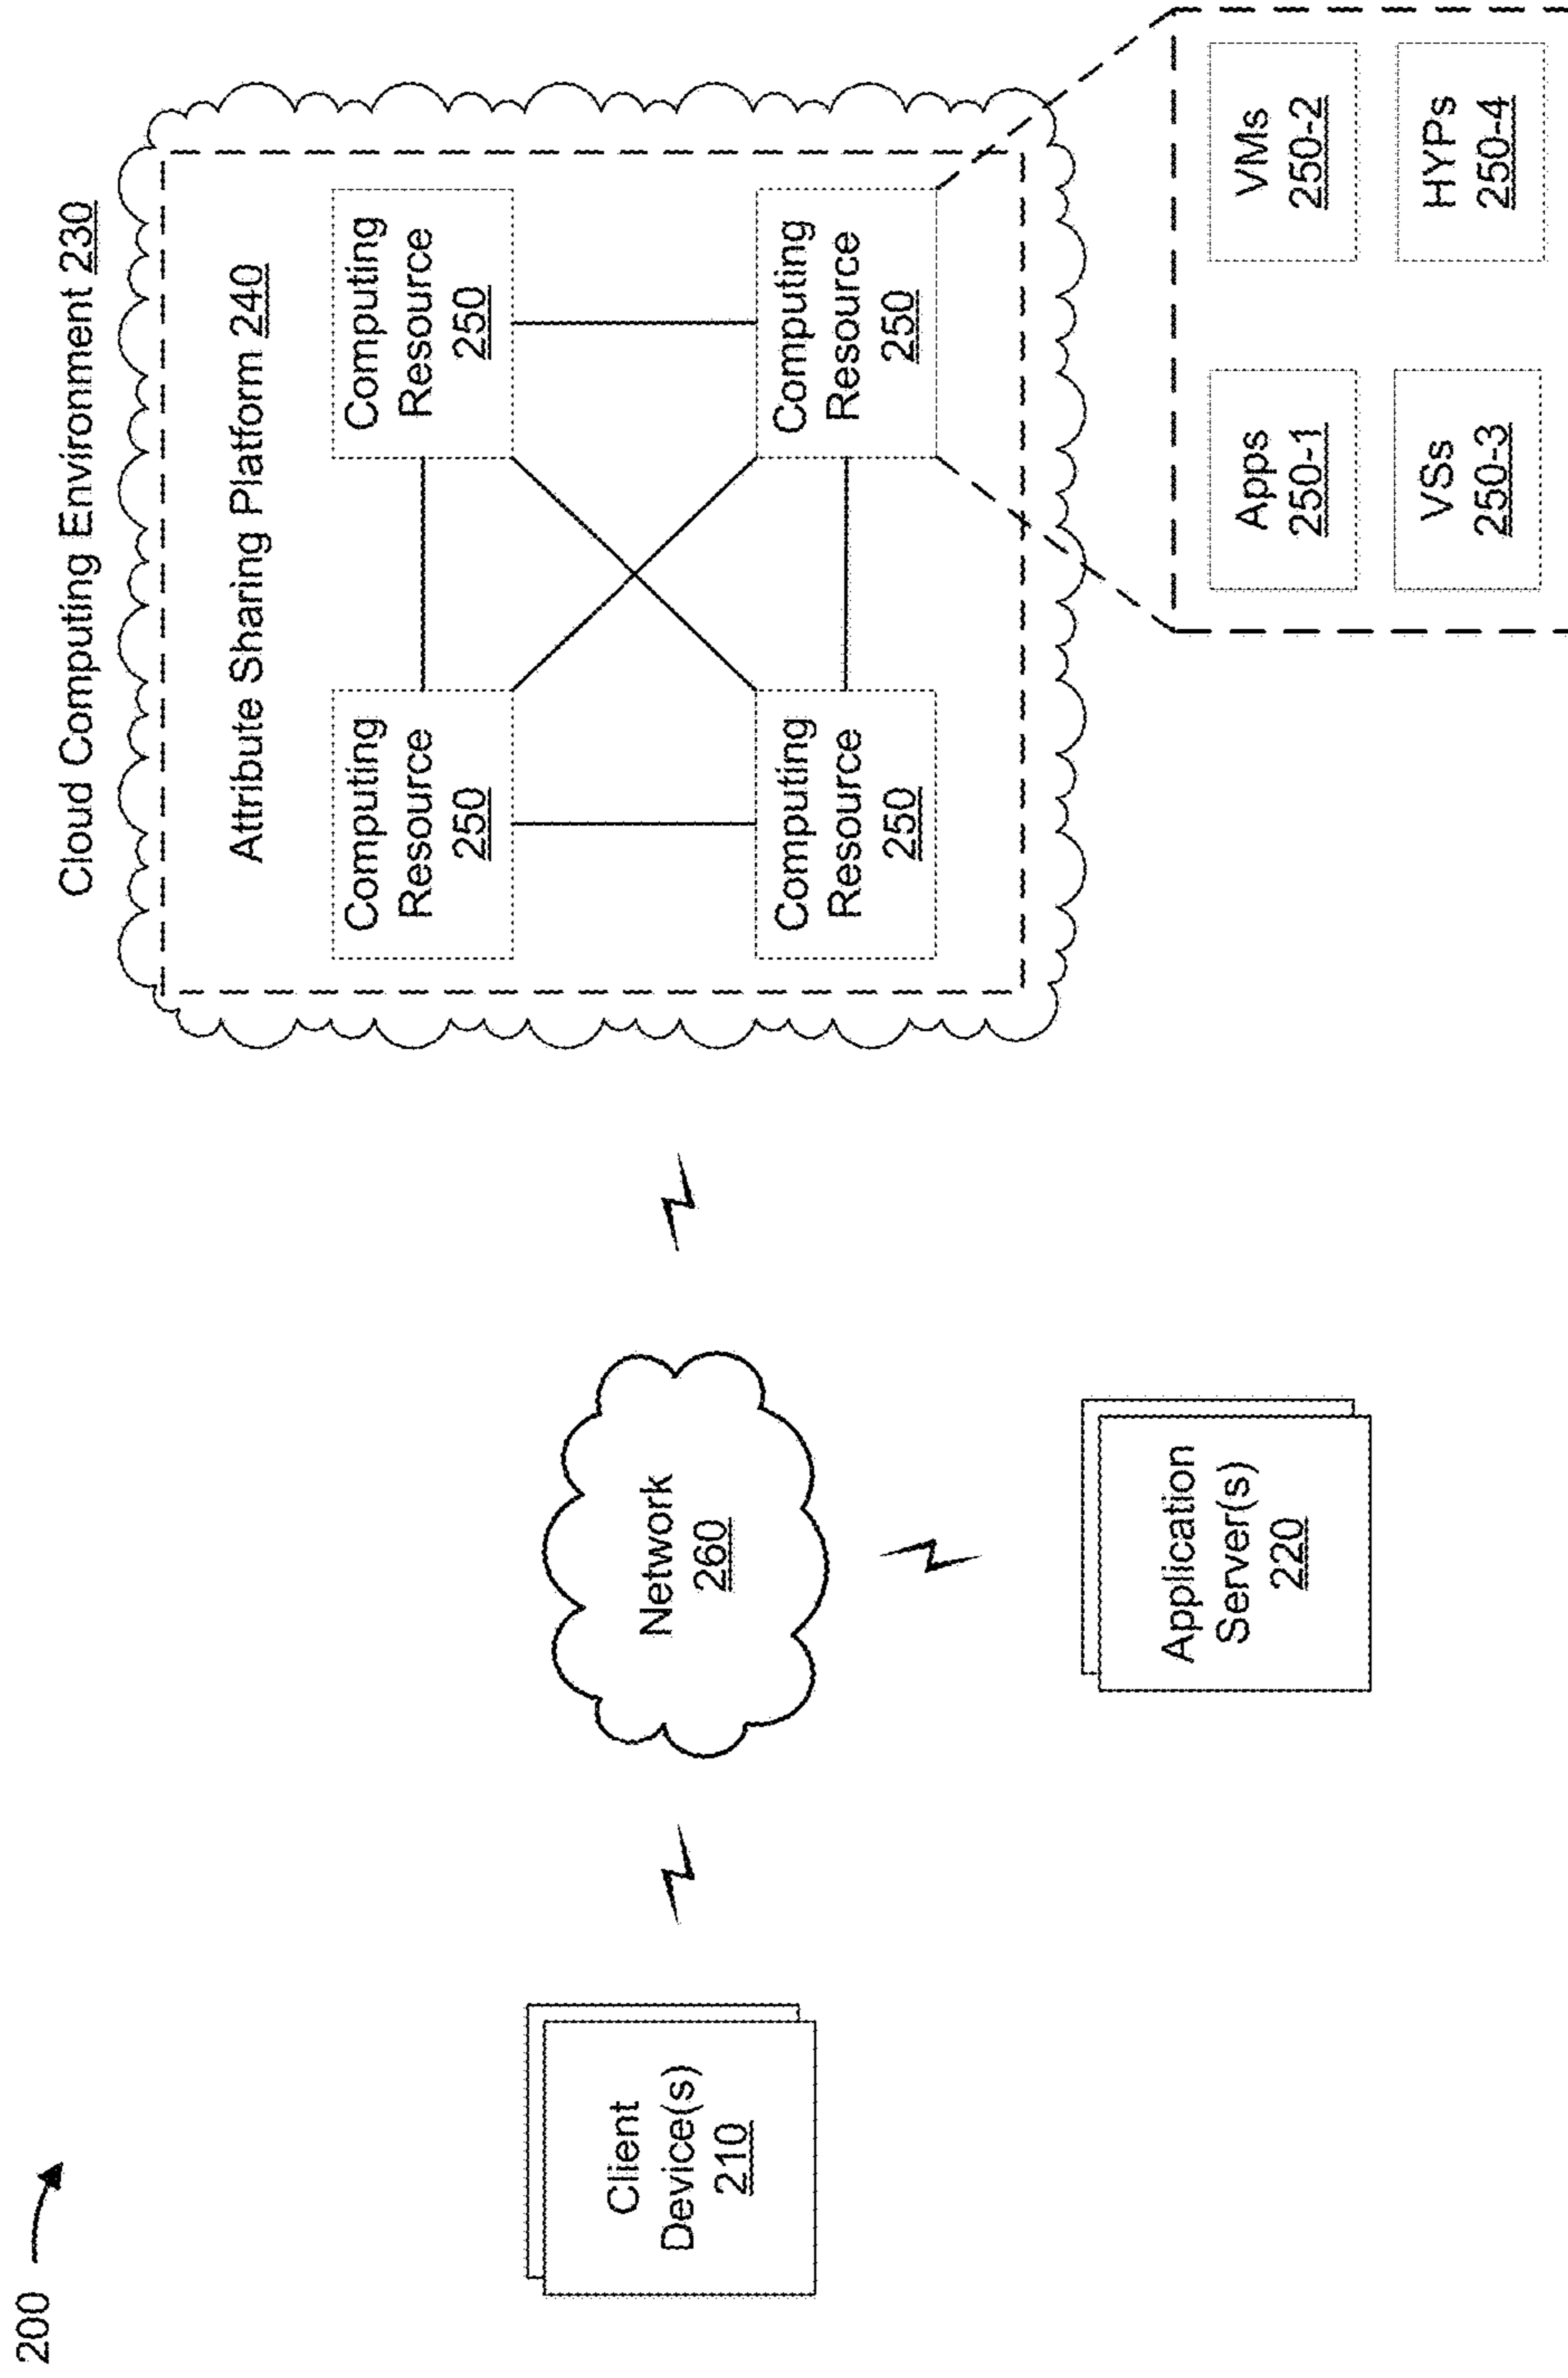 200
Cloud Computing Environment 230
Attribute Sharing Platform 240
Computing
Resource
250
Computing
Resource
250
Computing
Resource
250
Computing
Resource
250
Client
Device(s)
210
Network
260
Application
Server(s)
220
Apps
250-1
VMs
250-2
VSs
250-3
HYPs
250-4